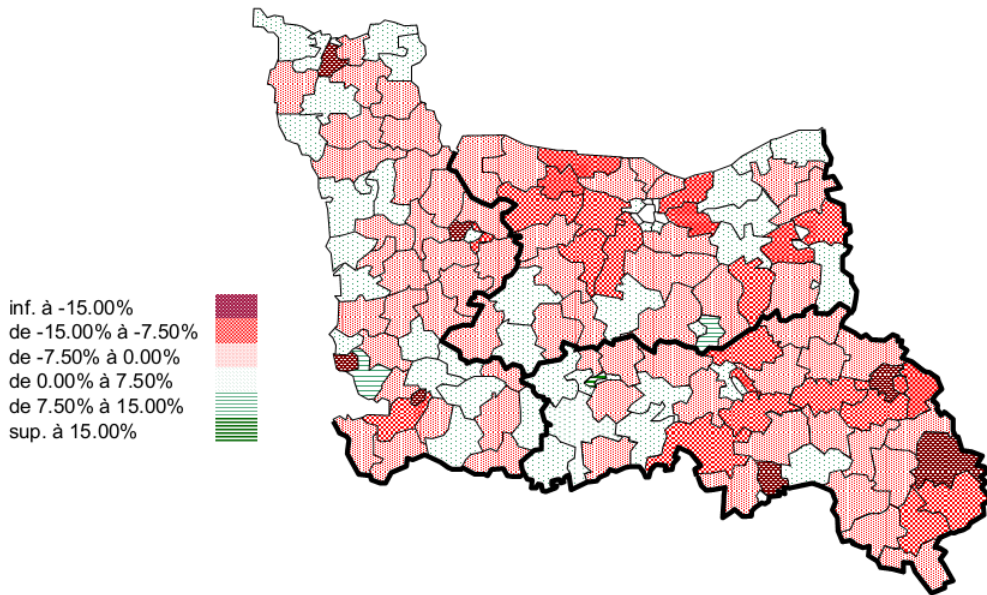 inf. à -15.00%
de -15.00% à -7.50%
de -7.50% à 0.00%
de 0.00% à 7.50%
de 7.50% à 15.00%
sup. à 15.00%